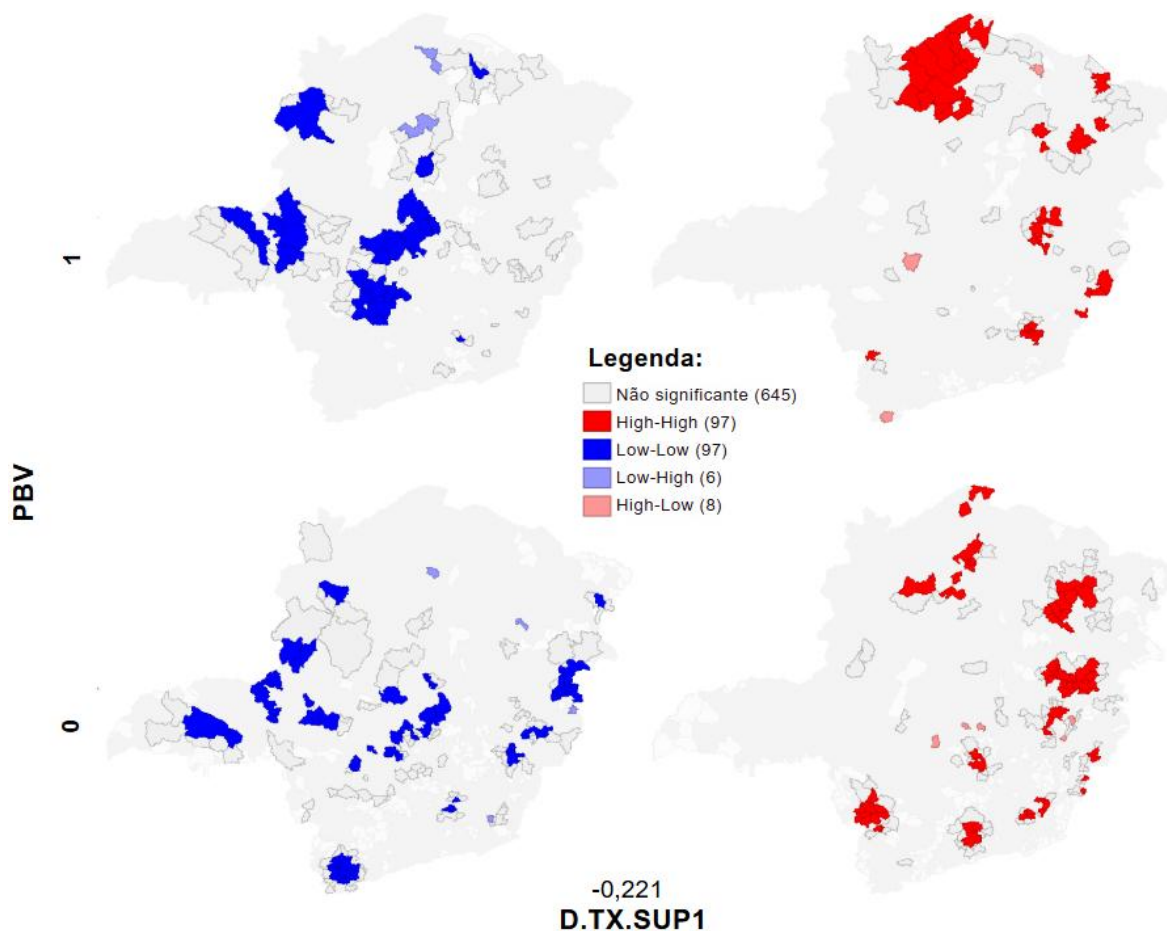 1
Legenda:
Não significante (645)
High-High (97)
Low-Low (97)
Low-High (6)
High-Low (8)
PBV
0
-0,221
D.TX.SUP1